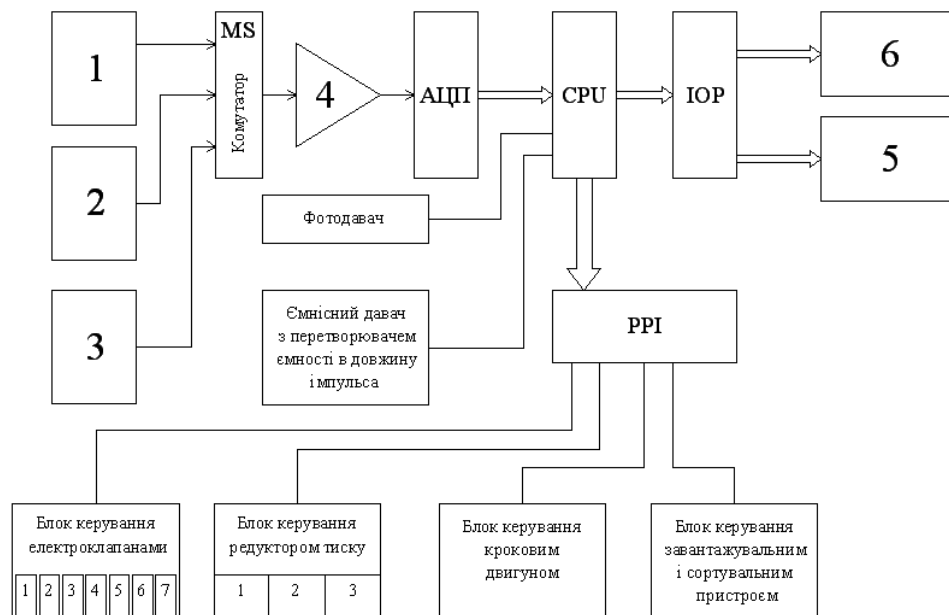 1
MS
Комутатор
4
АЦП
CPU
IOP
6
5
2
3
Фотодавач
Ємнісний давач
з перетворювачем
ємності в довжину
імпульса
PPI
Блок керування
електроклапанами
1 2 3 4 5 6 7
Блок керування
редуктором тиску
1 2 3
Блок керування
кроковим
двигуном
Блок керування
завантажувальним
і сортувальним
пристроєм